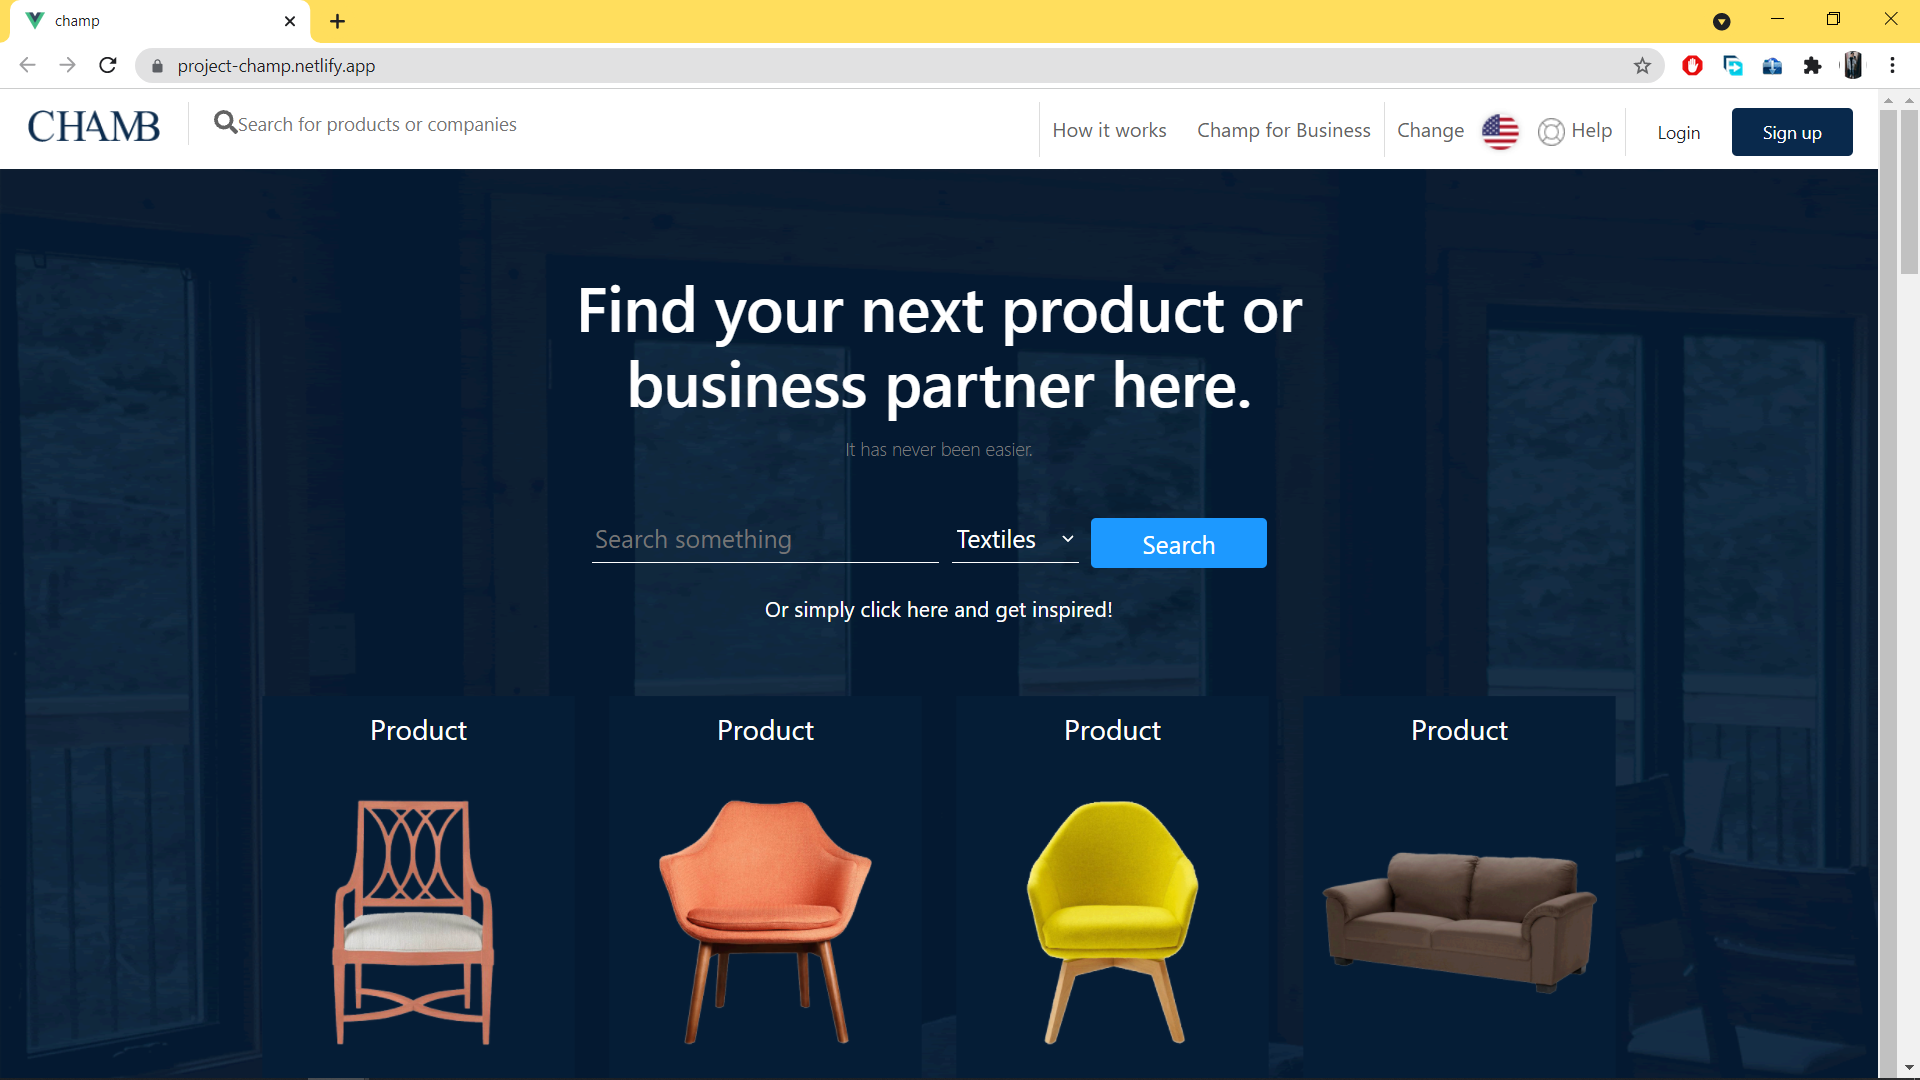 champ
project-champ.netlify.app
CHAMB
Search for products or companies
How it works
Champ for Business
Change
Help
Login
Sign up
Find your next product or
business partner here.
It has never been easier.
Search something
Textiles
Search
Or simply click here and get inspired!
Product
Product
Product
Product